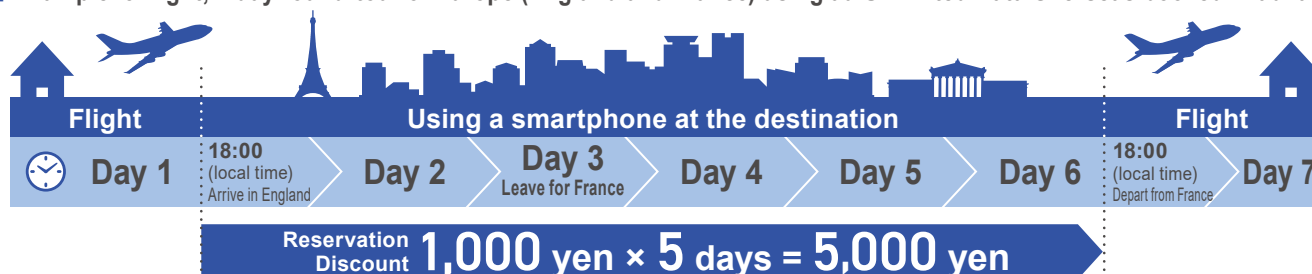 Flight
Using a smartphone at the destination
Flight
Day 1
18:00
(local time)
Arrive in England
Day 2
Day 3
Leave for France
Day 4
Day 5
Day 6
18:00
(local time)
Depart from France
Day 7
Reservation
Discount
1,000 yen × 5 days = 5,000 yen